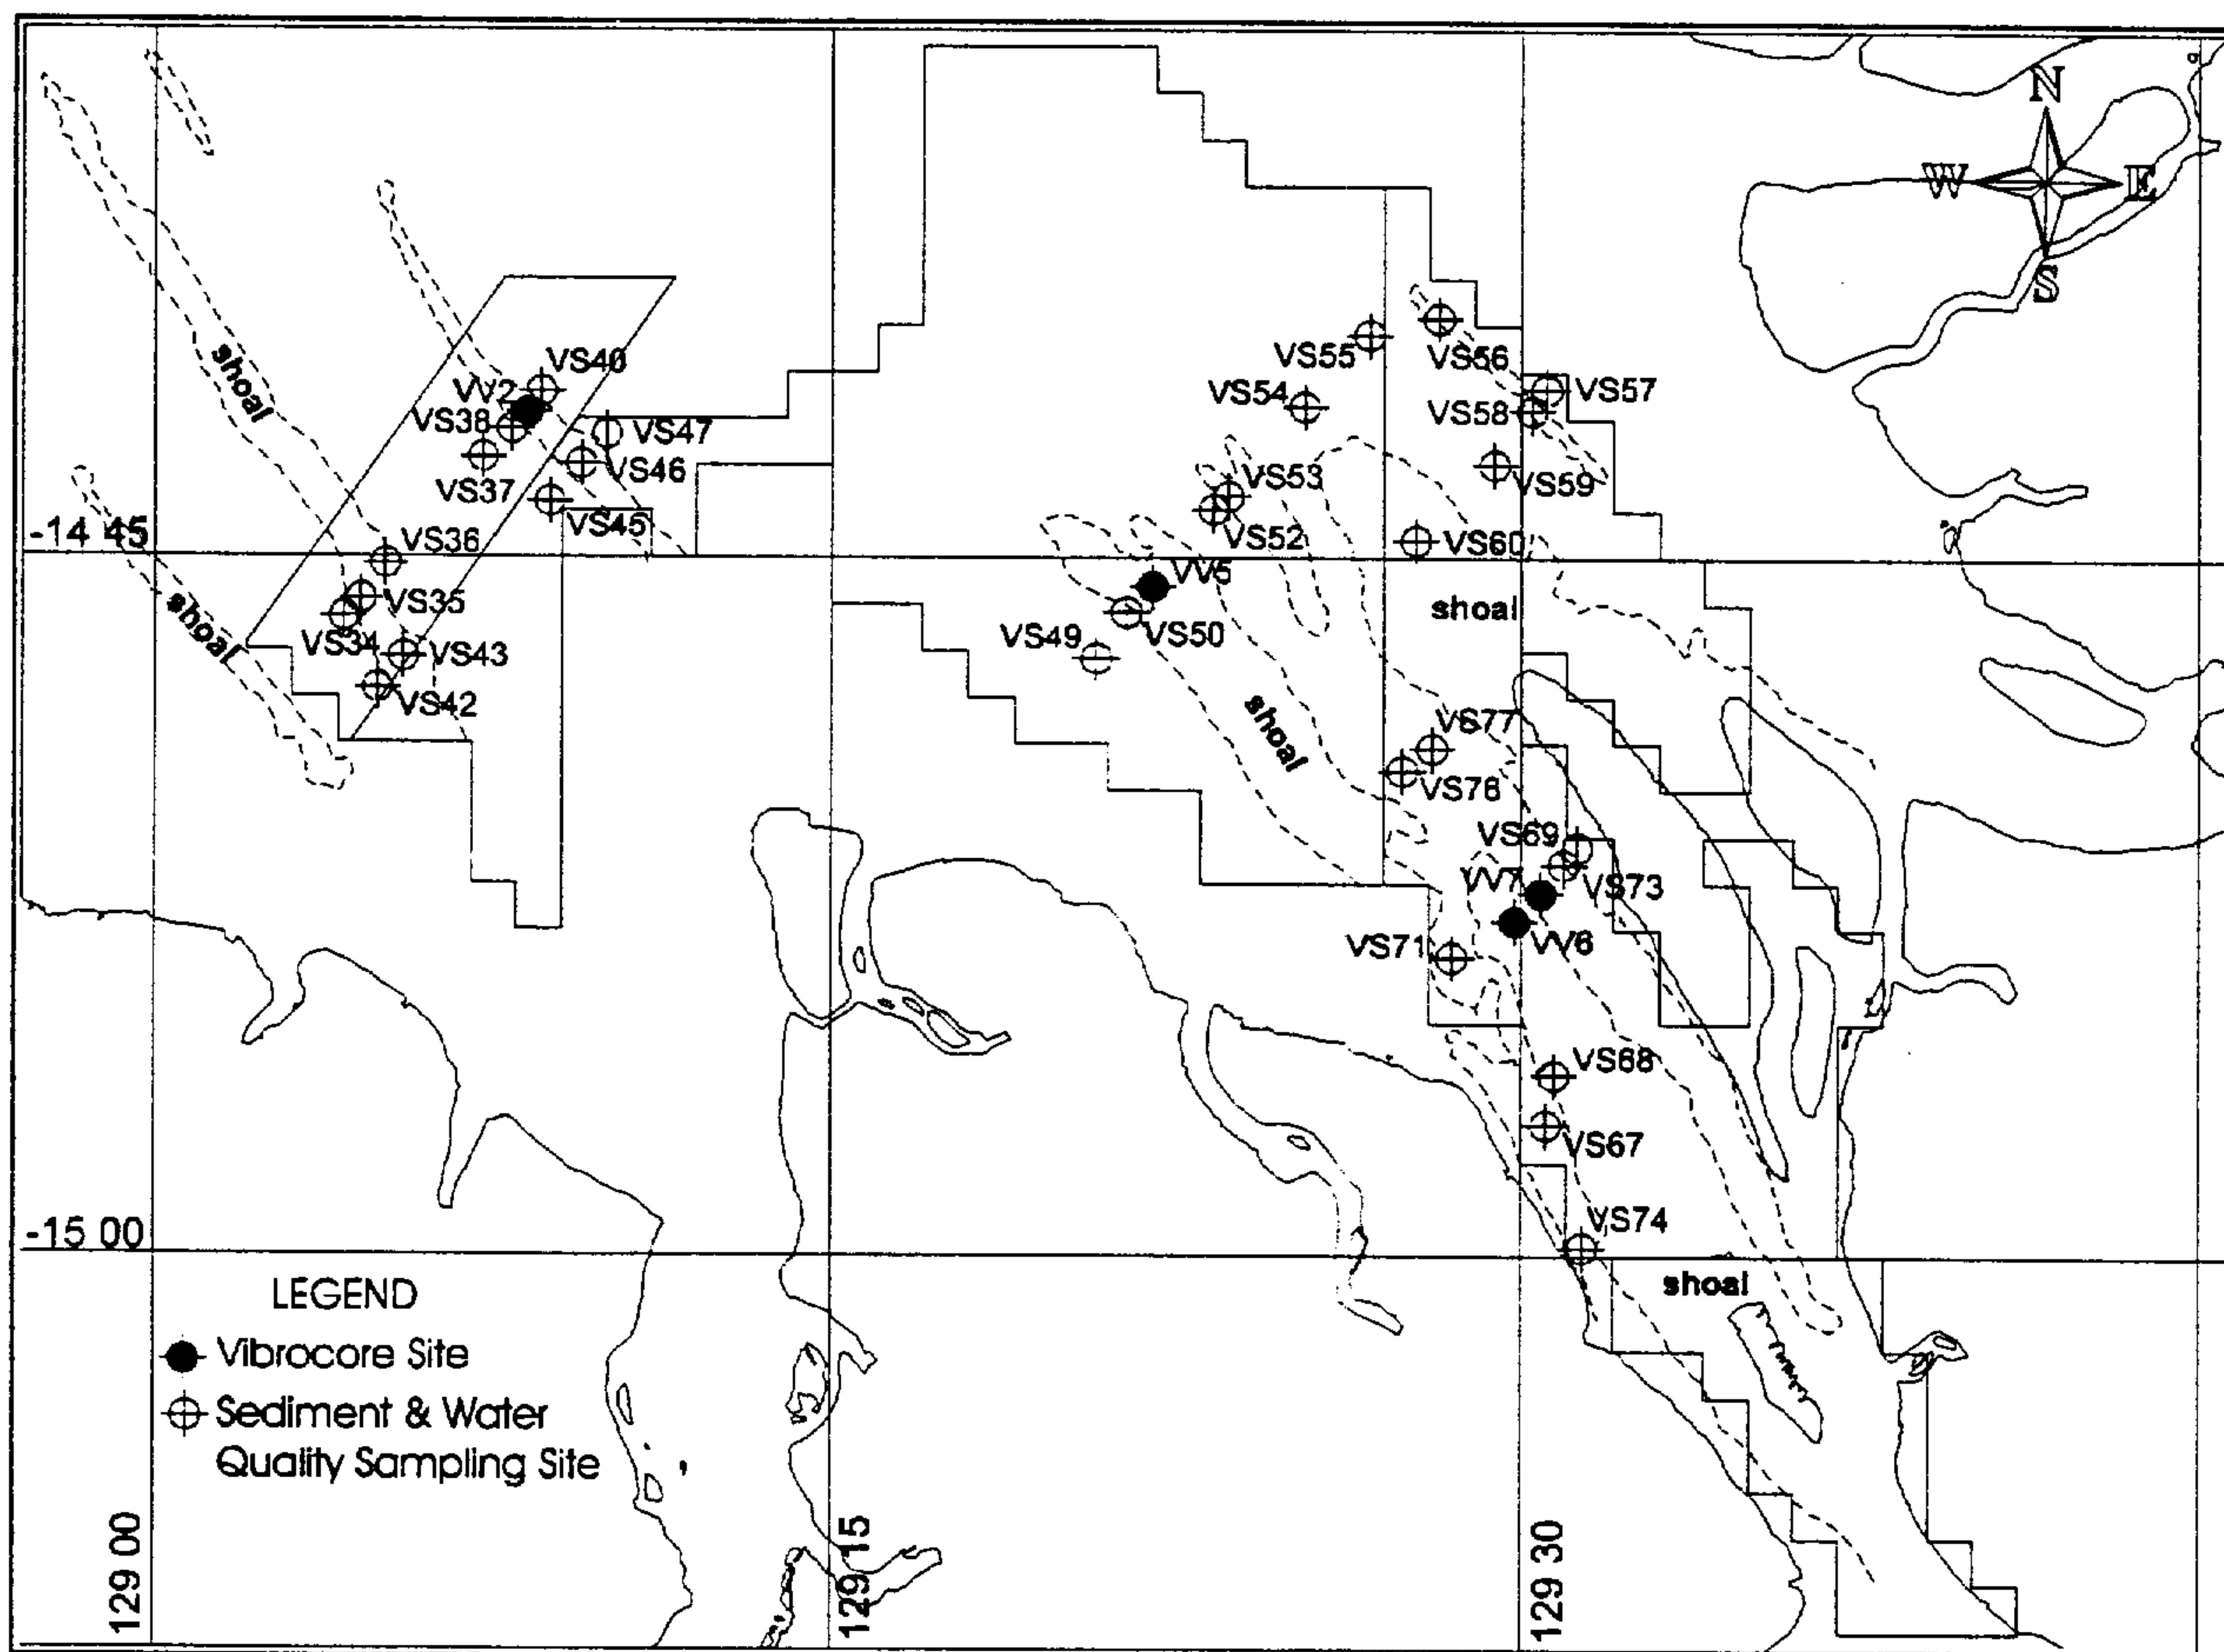 N
W E
S
shoal
VS40
VV2
VS38
VS47
VS46
VS37
VS45
VS55
VS56
VS54
VS57
VS58
VS53
VS59
VS52
VS60
-14 45
VS36
VV5
shoal
VS35
shoal
VS50
VS49
VS34
VS43
VS42
shoal
VS77
VS76
VS69
VV7
VS73
VV6
VS71
VS68
VS67
VS74
-15 00
shoal
LEGEND
Vibrocore Site
Sediment & Water
Quality Sampling Site
129 00
129 15
129 30